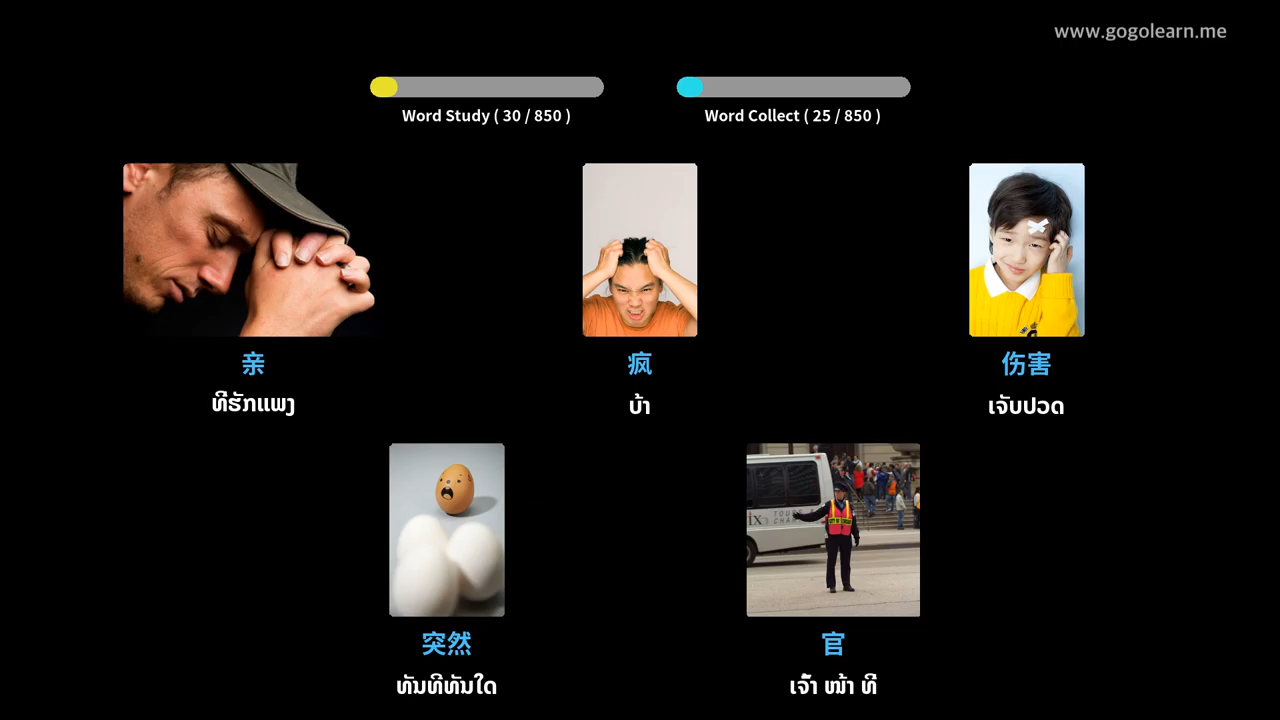 www.gogolearn.me
Word Study ( 30 / 850 )
Word Collect ( 25 / 850 )
亲
ທີ່ຮັກແພງ
疯
ບ້າ
伤害
ເຈັບປວດ
突然
ທັນທີທັນໃດ
官
ເຈົ້າ ໜ້າ ທີ່